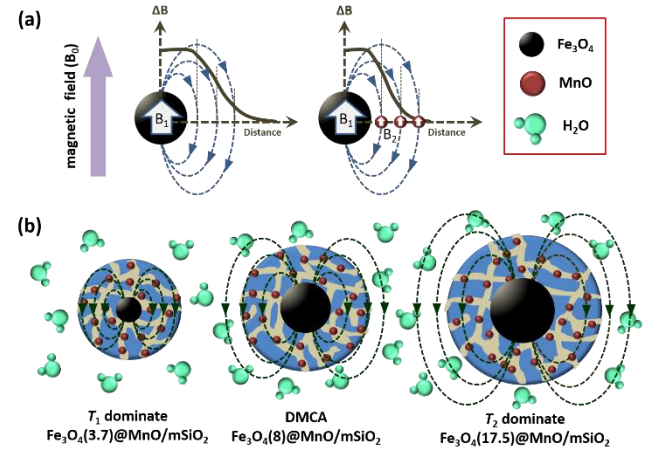 (a)
magnetic field (B₀)
ΔB
B₁
Distance
ΔB
B₁
B₂
Distance
Fe₃O₄
MnO
H₂O
(b)
T₁ dominate
Fe₃O₄(3.7)@MnO/mSiO₂
DMCA
Fe₃O₄(8)@MnO/mSiO₂
T₂ dominate
Fe₃O₄(17.5)@MnO/mSiO₂